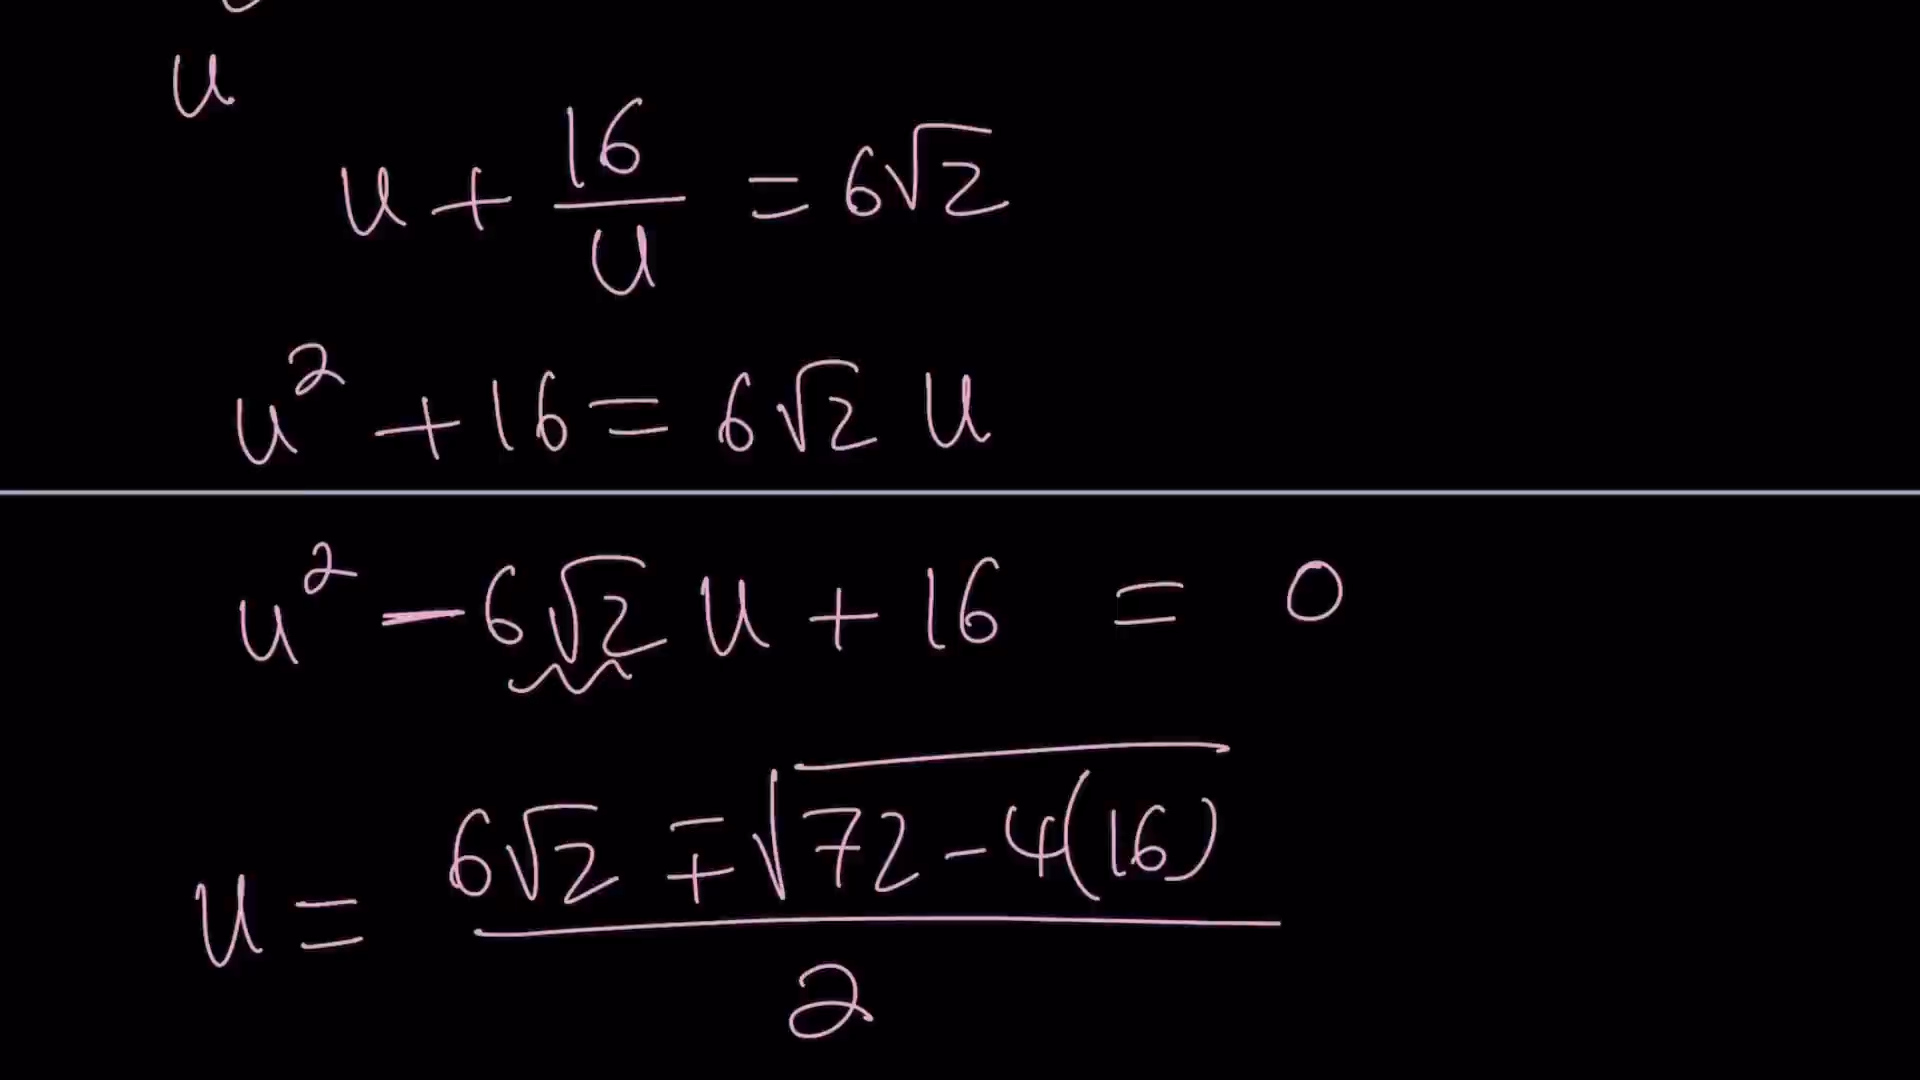 u
u + 16/u = 6√2
u² + 16 = 6√2 u
u² - 6√2 u + 16 = 0
u = (6√2 ∓ √(72 - 4(16)))/2